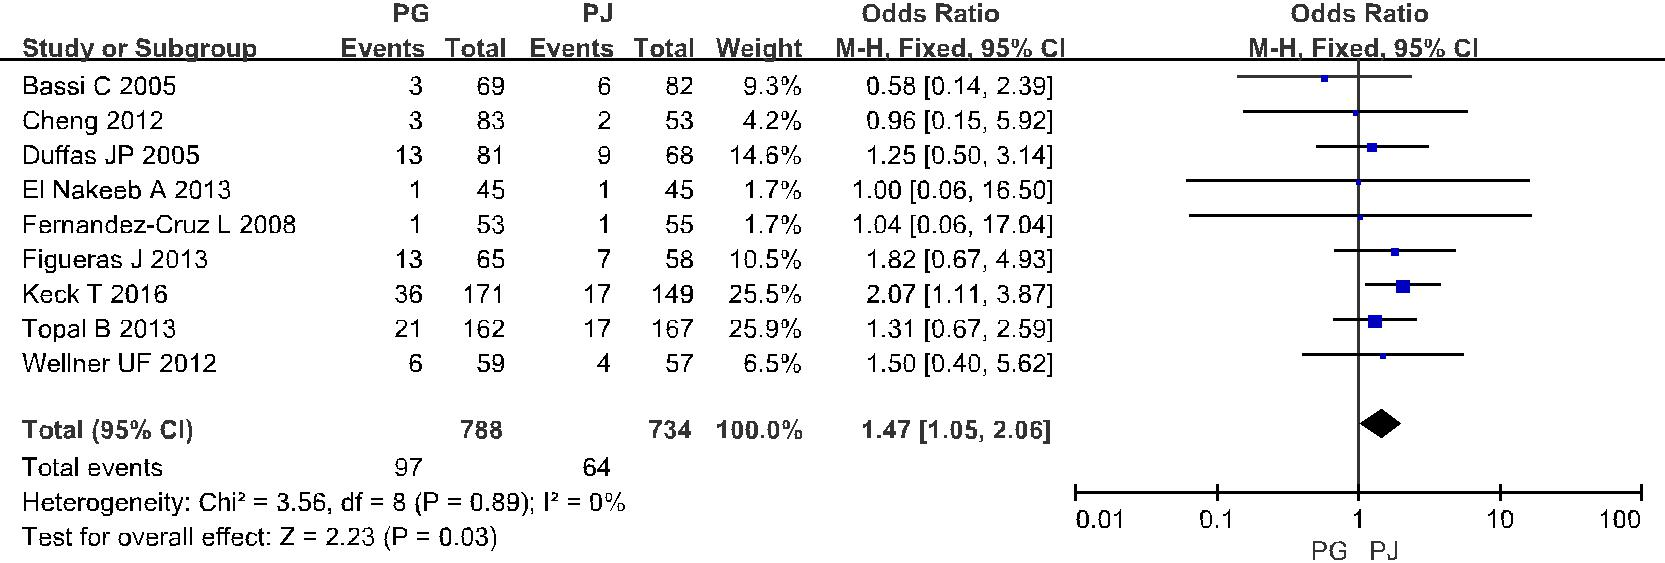 PG PJ Odds Ratio Odds Ratio
Study or Subgroup Events Total Events Total Weight M-H, Fixed, 95% CI M-H, Fixed, 95% CI
Bassi C 2005 3 69 6 82 9.3% 0.58 [0.14, 2.39]
Cheng 2012 3 83 2 53 4.2% 0.96 [0.15, 5.92]
Duffas JP 2005 13 81 9 68 14.6% 1.25 [0.50, 3.14]
El Nakeeb A 2013 1 45 1 45 1.7% 1.00 [0.06, 16.50]
Fernandez-Cruz L 2008 1 53 1 55 1.7% 1.04 [0.06, 17.04]
Figueras J 2013 13 65 7 58 10.5% 1.82 [0.67, 4.93]
Keck T 2016 36 171 17 149 25.5% 2.07 [1.11, 3.87]
Topal B 2013 21 162 17 167 25.9% 1.31 [0.67, 2.59]
Wellner UF 2012 6 59 4 57 6.5% 1.50 [0.40, 5.62]
Total (95% CI) 788 734 100.0% 1.47 [1.05, 2.06]
Total events 97 64
Heterogeneity: Chi² = 3.56, df = 8 (P = 0.89); I² = 0%
Test for overall effect: Z = 2.23 (P = 0.03)
0.01 0.1 1 10 100
PG PJ